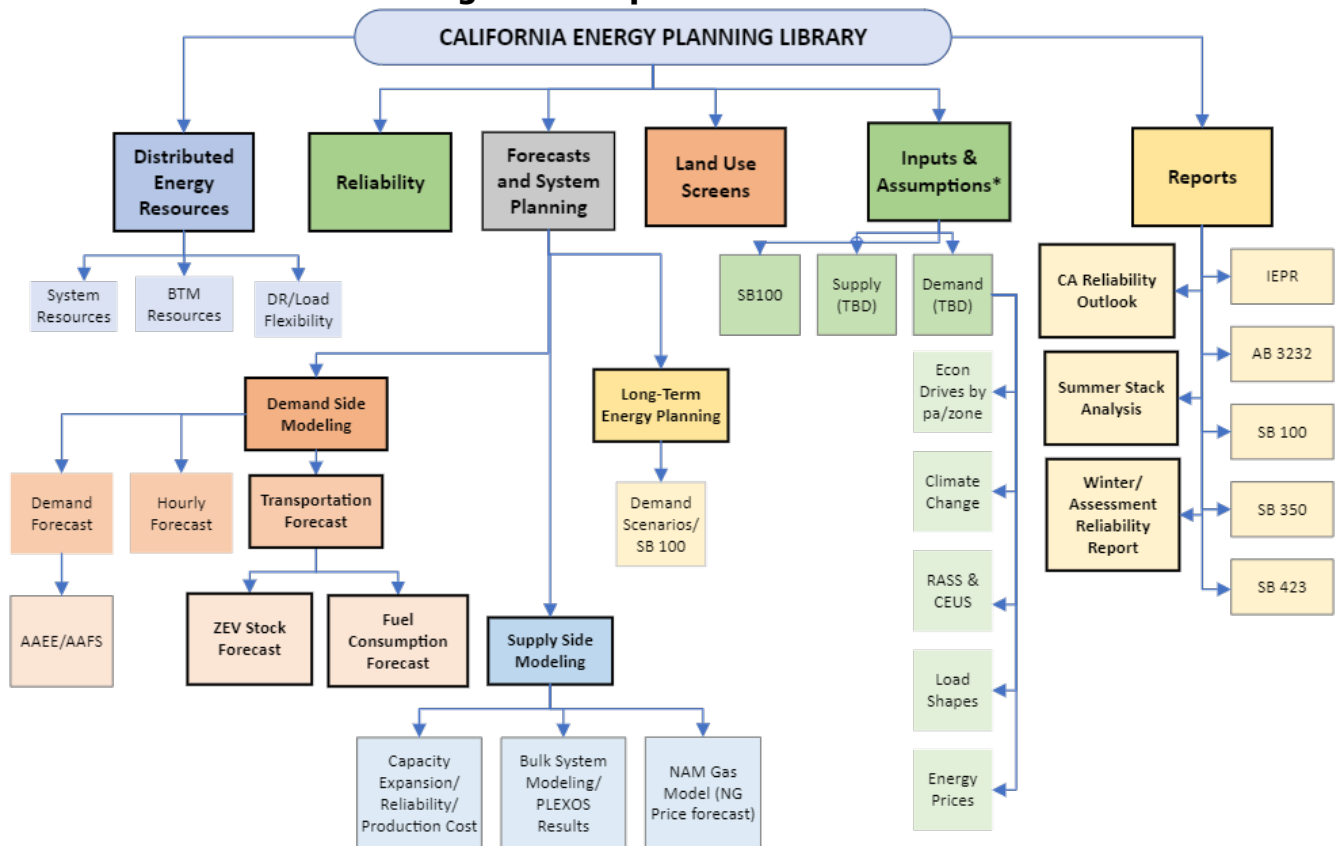 CALIFORNIA ENERGY PLANNING LIBRARY
Distributed
Energy
Resources
Reliability
Forecasts
and System
Planning
Land Use
Screens
Inputs &
Assumptions*
Reports
System
Resources
BTM
Resources
DR/Load
Flexibility
SB100
Supply
(TBD)
Demand
(TBD)
CA Reliability
Outlook
IEPR
AB 3232
Summer Stack
Analysis
SB 100
Winter/
Assessment
Reliability
Report
SB 350
SB 423
Econ
Drives by
pa/zone
Climate
Change
RASS &
CEUS
Load
Shapes
Energy
Prices
Demand Side
Modeling
Long-Term
Energy Planning
Demand
Forecast
Hourly
Forecast
Transportation
Forecast
Demand
Scenarios/
SB 100
AAEE/AAFS
ZEV Stock
Forecast
Fuel
Consumption
Forecast
Supply Side
Modeling
Capacity
Expansion/
Reliability/
Production Cost
Bulk System
Modeling/
PLEXOS
Results
NAM Gas
Model (NG
Price forecast)